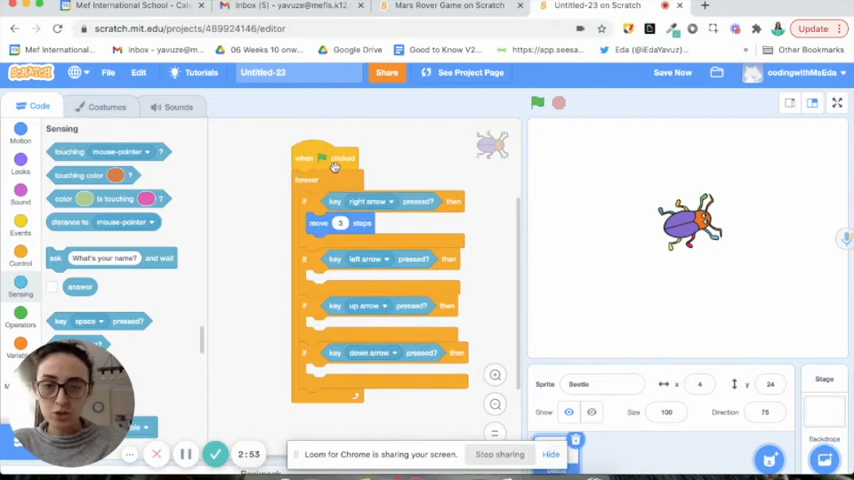 Mef International School - Cale
Inbox (5) - yavuze@mefis.k12
Mars Rover Game on Scratch
Untitled-23 on Scratch
scratch.mit.edu/projects/489924146/editor
Update
Mef Internationa
06 Weeks 10 onw
Google Drive
Good to Know V2
https://app.seesa
Eda (@EdaYavuz)
Other Bookmarks
SCRATCH
File
Edit
Tutorials
Untitled-23
Share
See Project Page
Save Now
codingwithMsEda
Code
Costumes
Sounds
Motion
Looks
Sound
Events
Control
Sensing
Operators
Sensing
touching mouse-pointer ?
touching color ?
color is touching ?
distance to mouse-pointer
ask What's your name? and wait
answer
key space pressed?
when clicked
forever
if key right arrow pressed? then
move 3 steps
if key left arrow pressed? then
if key up arrow pressed? then
if key down arrow pressed? then
Sprite
Beetle
x 4
y 24
Show
Size 100
Direction 75
Stage
Backdrops
2:53
Loom for Chrome is sharing your screen.
Stop sharing
Hide